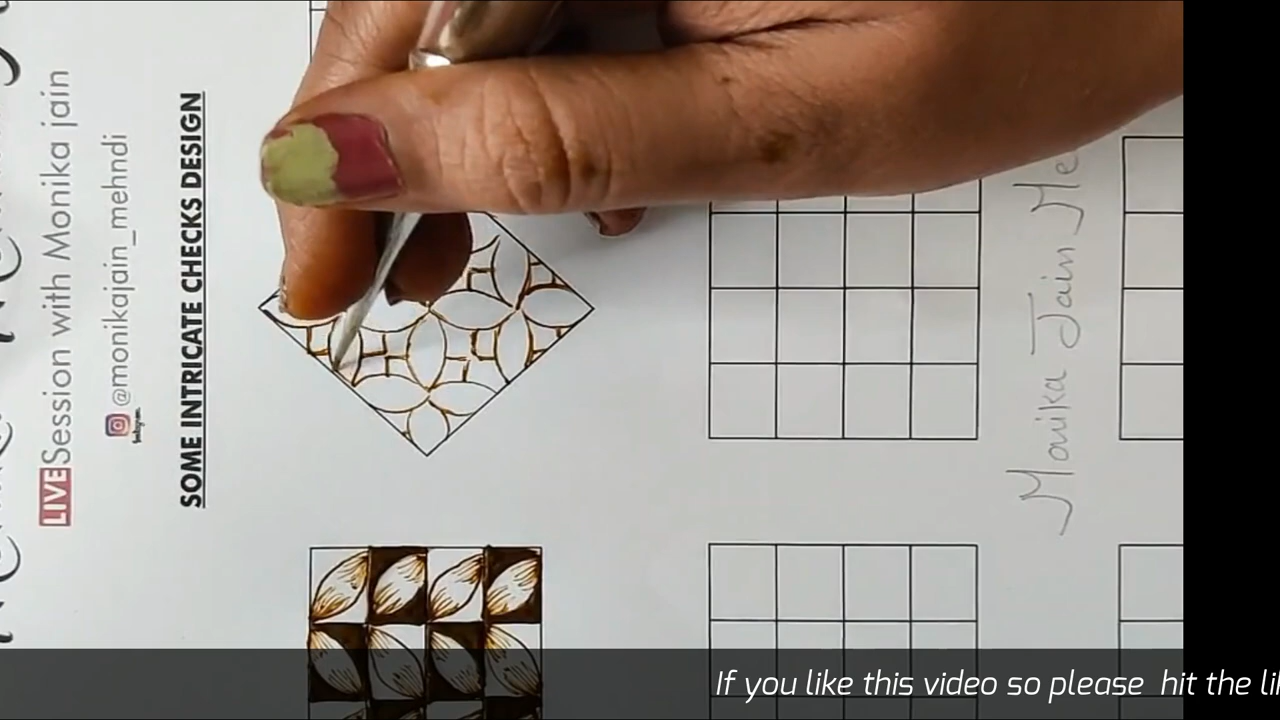 LIVE Session with Monika jain
@monikajain_mehndi
SOME INTRICATE CHECKS DESIGN
Monika Jain Me
If you like this video so please hit the li